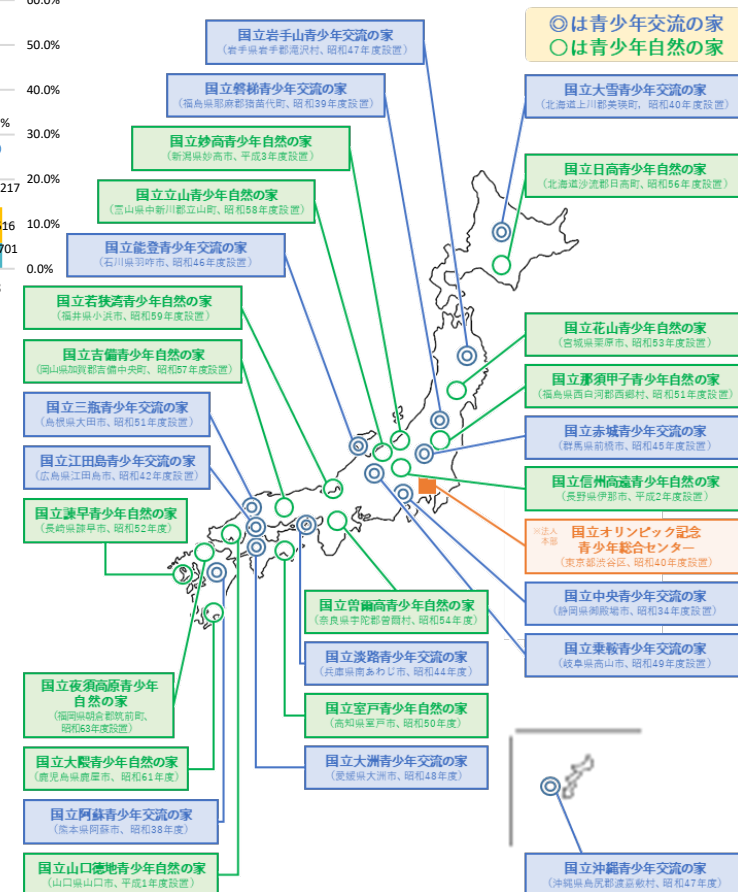 60.0%
50.0%
40.0%
30.0%
%
20.0%
217
10.0%
516
701
0.0%
◎は青少年交流の家
○は青少年自然の家
国立岩手山青少年交流の家
(岩手県岩手郡滝沢村、昭和47年度設置)
国立磐梯青少年交流の家
(福島県耶麻郡猪苗代町、昭和39年度設置)
国立妙高青少年自然の家
(新潟県妙高市、平成3年度設置)
国立立山青少年自然の家
(富山県中新川郡立山町、昭和58年度設置)
国立能登青少年交流の家
(石川県羽咋市、昭和46年度設置)
国立若狭湾青少年自然の家
(福井県小浜市、昭和59年度設置)
国立吉備青少年自然の家
(岡山県加賀郡吉備中央町、昭和57年度設置)
国立三瓶青少年交流の家
(島根県大田市、昭和51年度設置)
国立江田島青少年交流の家
(広島県江田島市、昭和42年度設置)
国立諫早青少年自然の家
(長崎県諫早市、昭和52年度)
国立大雪青少年交流の家
(北海道上川郡美瑛町、昭和40年度設置)
国立日高青少年自然の家
(北海道沙流郡日高町、昭和56年度設置)
国立花山青少年自然の家
(宮城県栗原市、昭和53年度設置)
国立那須甲子青少年自然の家
(福島県西白河郡西郷村、昭和51年度設置)
国立赤城青少年交流の家
(群馬県前橋市、昭和45年度設置)
国立信州高遠青少年自然の家
(長野県伊那市、平成2年度設置)
※法人
本部
国立オリンピック記念
青少年総合センター
(東京都渋谷区、昭和40年度設置)
国立中央青少年交流の家
(静岡県御殿場市、昭和34年度設置)
国立乗鞍青少年交流の家
(岐阜県高山市、昭和49年度設置)
国立曽爾高青少年自然の家
(奈良県宇陀郡曽爾村、昭和54年度)
国立淡路青少年交流の家
(兵庫県南あわじ市、昭和44年度)
国立室戸青少年自然の家
(高知県室戸市、昭和50年度)
国立大洲青少年交流の家
(愛媛県大洲市、昭和48年度)
国立夜須高原青少年
自然の家
(福岡県朝倉郡筑前町、
昭和63年度設置)
国立大隅青少年自然の家
(鹿児島県鹿屋市、昭和61年度)
国立阿蘇青少年交流の家
(熊本県阿蘇市、昭和38年度)
国立山口徳地青少年自然の家
(山口県山口市、平成1年度設置)
国立沖縄青少年交流の家
(沖縄県島尻郡渡嘉敷村、昭和47年度)